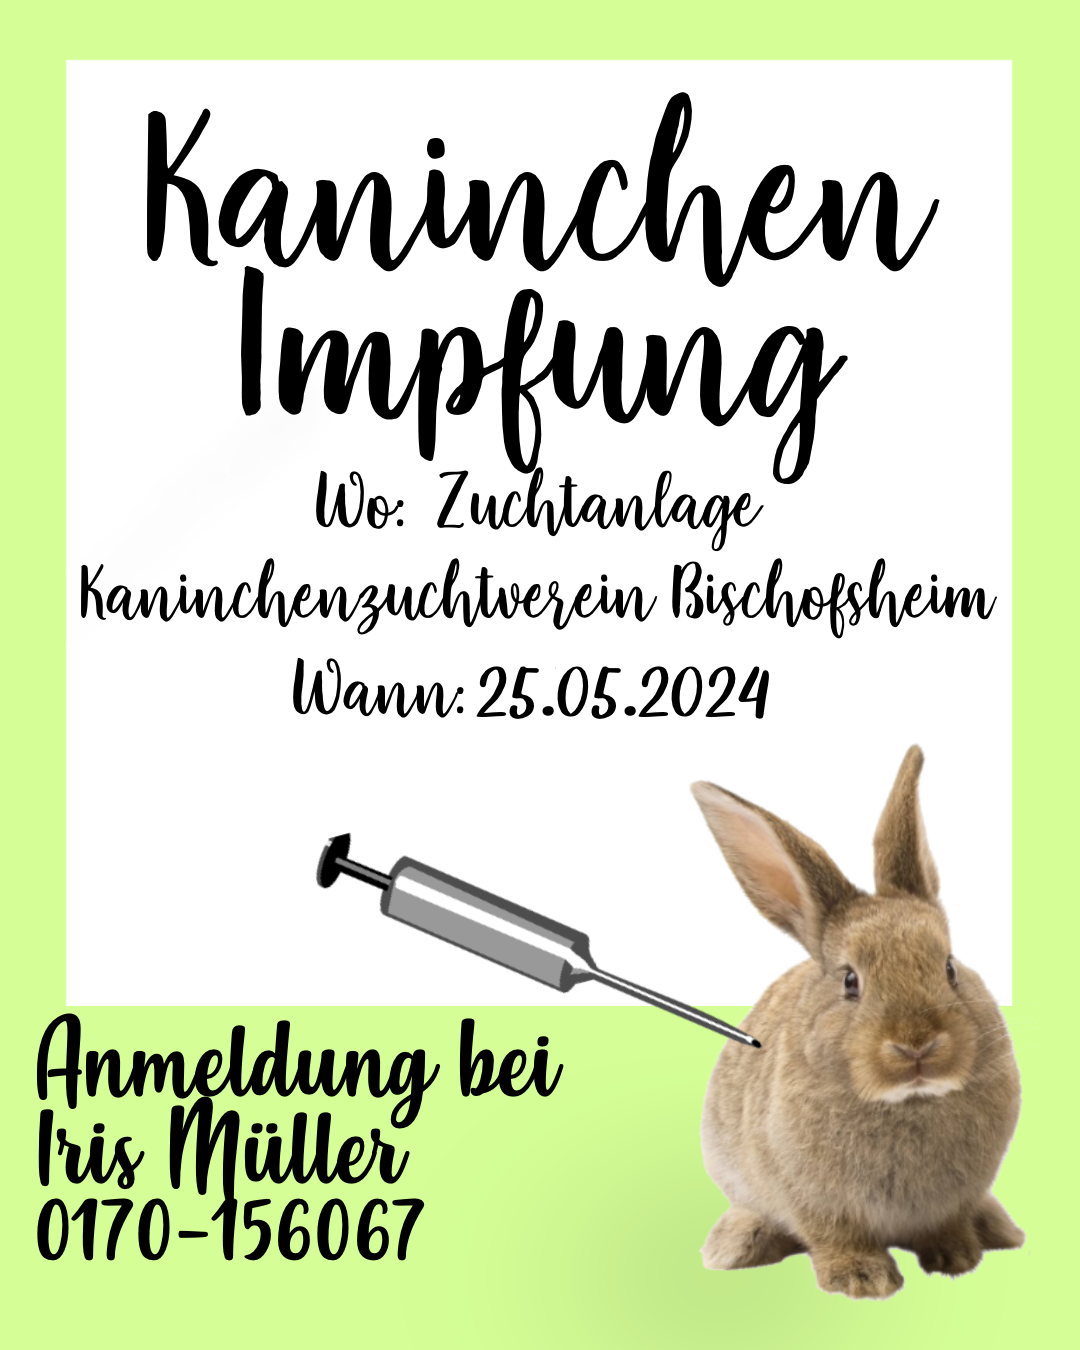 Kaninchen
Impfung
Wo: Zuchtanlage
Kaninchenzuchtverein Bischofsheim
Wann: 25.05.2024
Anmeldung bei
Iris Müller
0170-156067